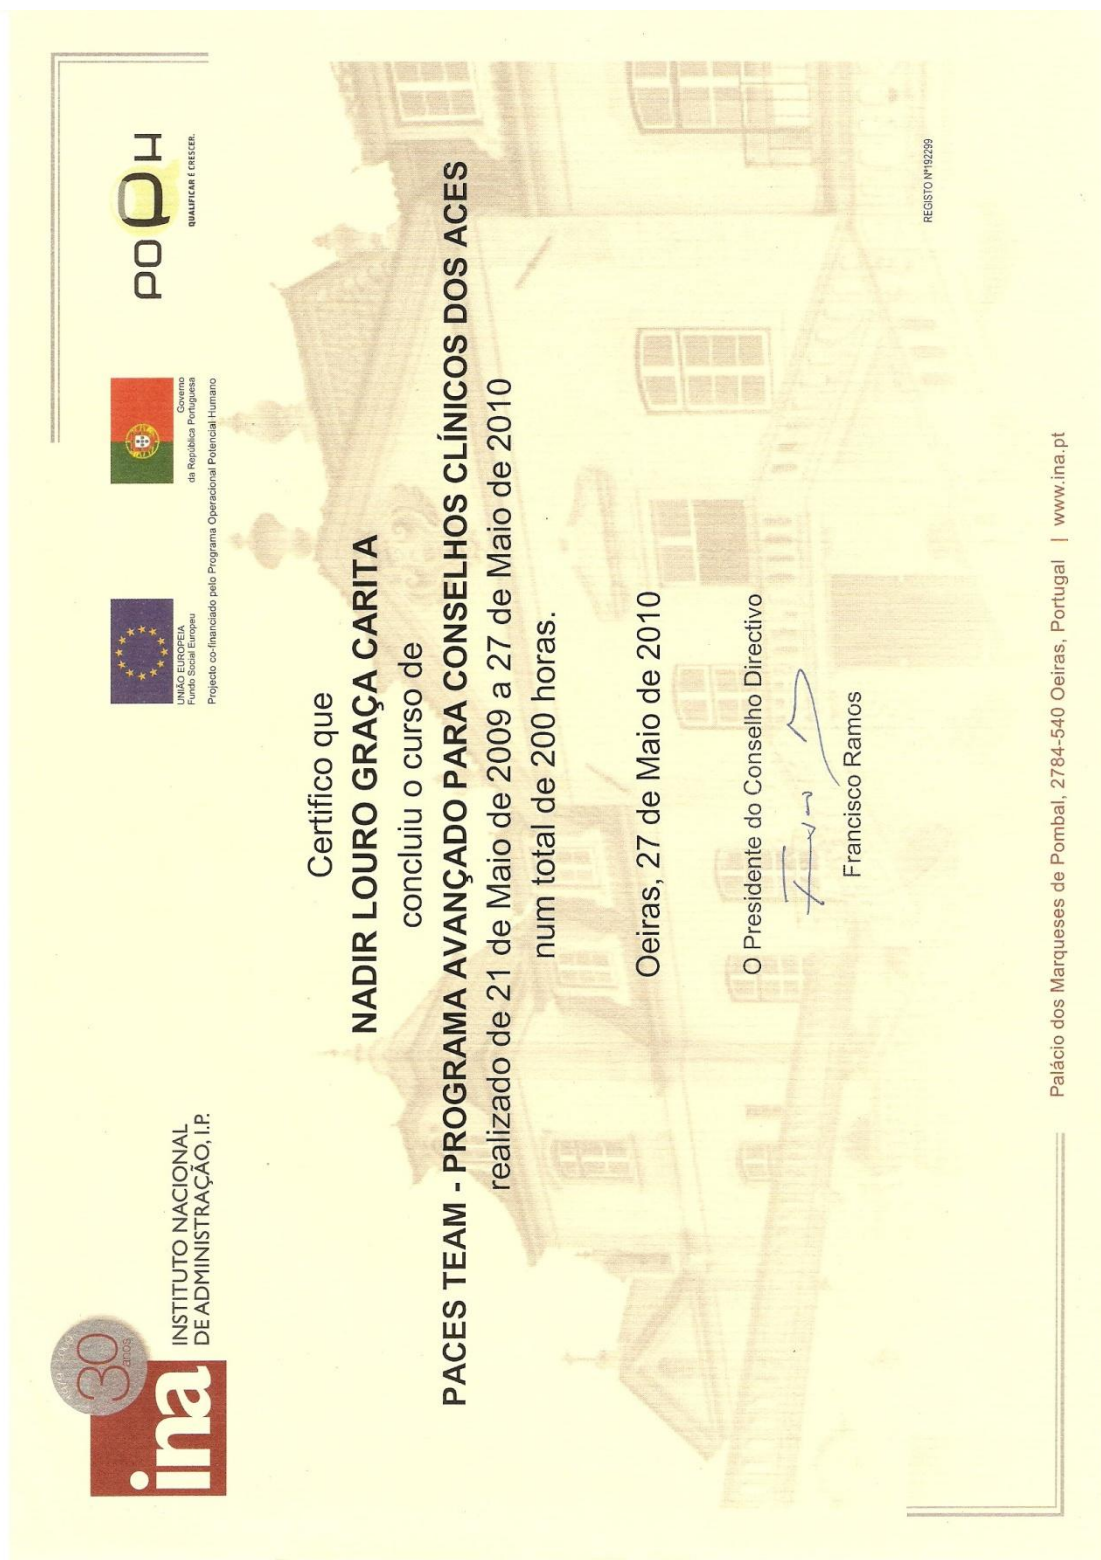 30
anos
ina
INSTITUTO NACIONAL
DE ADMINISTRAÇÃO, I.P.
UNIÃO EUROPEIA
Fundo Social Europeu
Governo
da República Portuguesa
Projecto co-financiado pelo Programa Operacional Potencial Humano
POPH
QUALIFICAR É CRESCER.
Certifico que
NADIR LOURO GRAÇA CARITA
concluiu o curso de
PACES TEAM - PROGRAMA AVANÇADO PARA CONSELHOS CLÍNICOS DOS ACES
realizado de 21 de Maio de 2009 a 27 de Maio de 2010
num total de 200 horas.
Oeiras, 27 de Maio de 2010
O Presidente do Conselho Directivo
Francisco Ramos
REGISTO Nº192299
Palácio dos Marqueses de Pombal, 2784-540 Oeiras, Portugal | www.ina.pt